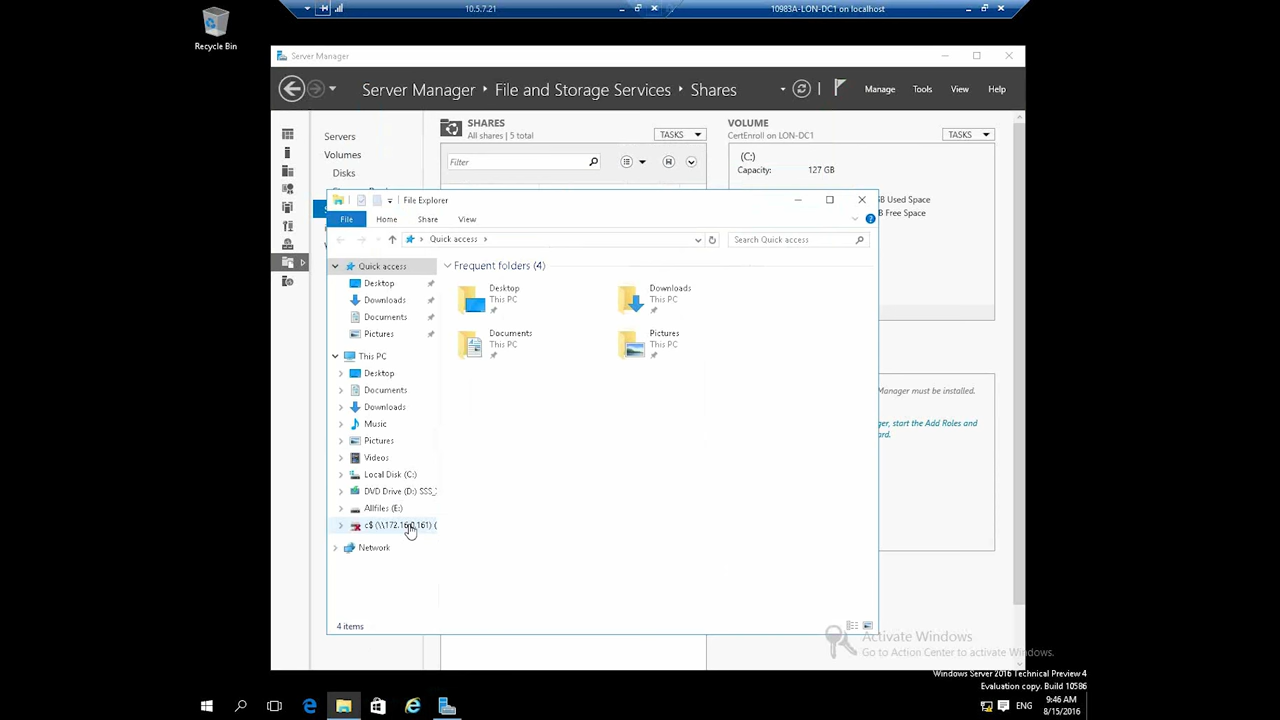 10.5.7.21
10983A-LON-DC1 on localhost
Recycle Bin
Server Manager
Server Manager
File and Storage Services
Shares
Manage
Tools
View
Help
Servers
Volumes
Disks
SHARES
All shares | 5 total
TASKS
Filter
VOLUME
CertEnroll on LON-DC1
TASKS
(C:)
Capacity:
127 GB
B Used Space
B Free Space
File Explorer
File
Home
Share
View
Quick access
Search Quick access
Quick access
Desktop
Downloads
Documents
Pictures
This PC
Desktop
Documents
Downloads
Music
Pictures
Videos
Local Disk (C:)
DVD Drive (D:) SSS_
Allfiles (E:)
c$ (\\172.16.0.161) (
Network
Frequent folders (4)
Desktop
This PC
Downloads
This PC
Documents
This PC
Pictures
This PC
4 items
Manager must be installed.
ger, start the Add Roles and
ard.
Activate Windows
Go to Action Center to activate Windows.
Windows Server 2016 Technical Preview 4
Evaluation copy. Build 10586
ENG
9:46 AM
8/15/2016